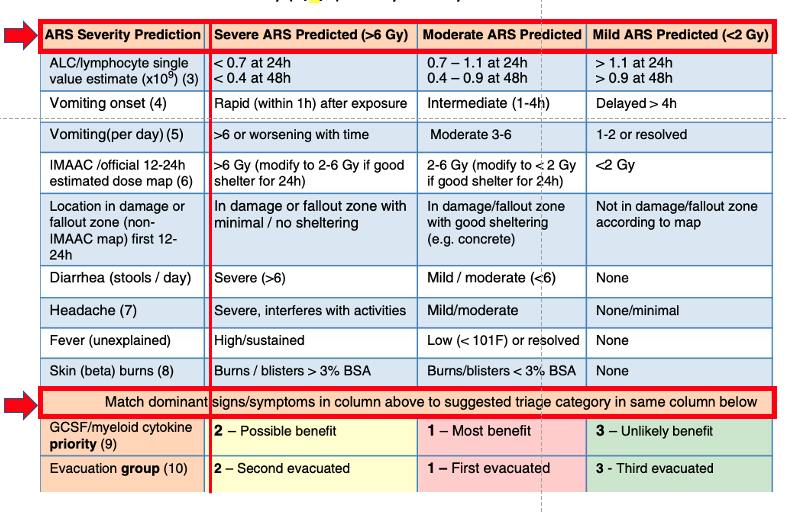 ARS Severity Prediction Severe ARS Predicted (>6 Gy) Moderate ARS Predicted Mild ARS Predicted (<2 Gy)
ALC/lymphocyte single < 0.7 at 24h 0.7 – 1.1 at 24h > 1.1 at 24h
value estimate (x10⁹) (3) < 0.4 at 48h 0.4 – 0.9 at 48h > 0.9 at 48h
Vomiting onset (4) Rapid (within 1h) after exposure Intermediate (1-4h) Delayed > 4h
Vomiting(per day) (5) >6 or worsening with time Moderate 3-6 1-2 or resolved
IMAAC /official 12-24h >6 Gy (modify to 2-6 Gy if good 2-6 Gy (modify to < 2 Gy <2 Gy
estimated dose map (6) shelter for 24h) if good shelter for 24h)
Location in damage or In damage or fallout zone with In damage/fallout zone Not in damage/fallout zone
fallout zone (non- minimal / no sheltering with good sheltering according to map
IMAAC map) first 12- (e.g. concrete)
24h
Diarrhea (stools / day) Severe (>6) Mild / moderate (<6) None
Headache (7) Severe, interferes with activities Mild/moderate None/minimal
Fever (unexplained) High/sustained Low (< 101F) or resolved None
Skin (beta) burns (8) Burns / blisters > 3% BSA Burns/blisters < 3% BSA None
Match dominant signs/symptoms in column above to suggested triage category in same column below
GCSF/myeloid cytokine 2 – Possible benefit 1 – Most benefit 3 – Unlikely benefit
priority (9)
Evacuation group (10) 2 – Second evacuated 1 – First evacuated 3 - Third evacuated